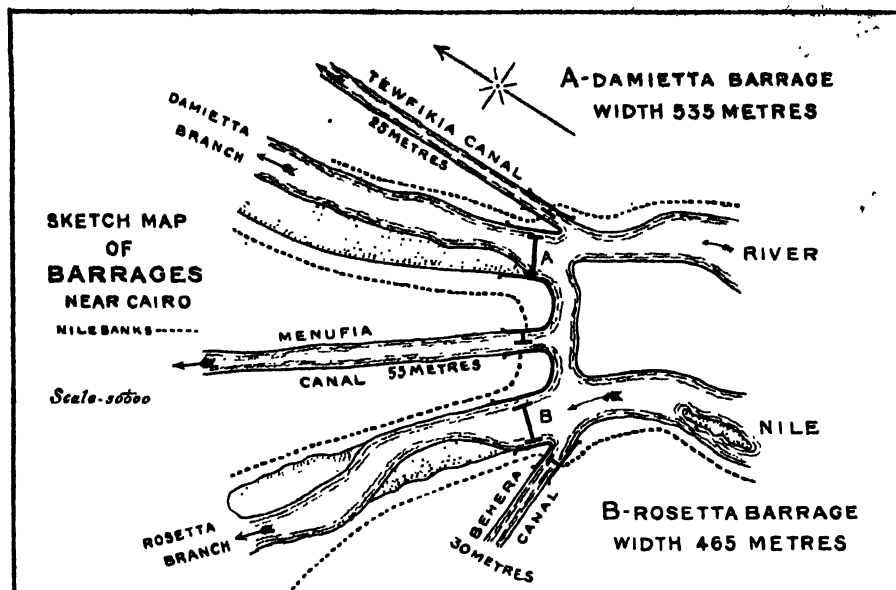 A-DAMIETTA BARRAGE
WIDTH 535 METRES
TEWFIKIA CANAL
25 METRES
DAMIETTA
BRANCH
SKETCH MAP
OF
BARRAGES
NEAR CAIRO
NILE BANKS
A
RIVER
MENUFIA
CANAL 55 METRES
B
NILE
BEHERA
CANAL
30 METRES
ROSETTA
BRANCH
B-ROSETTA BARRAGE
WIDTH 465 METRES
Scale